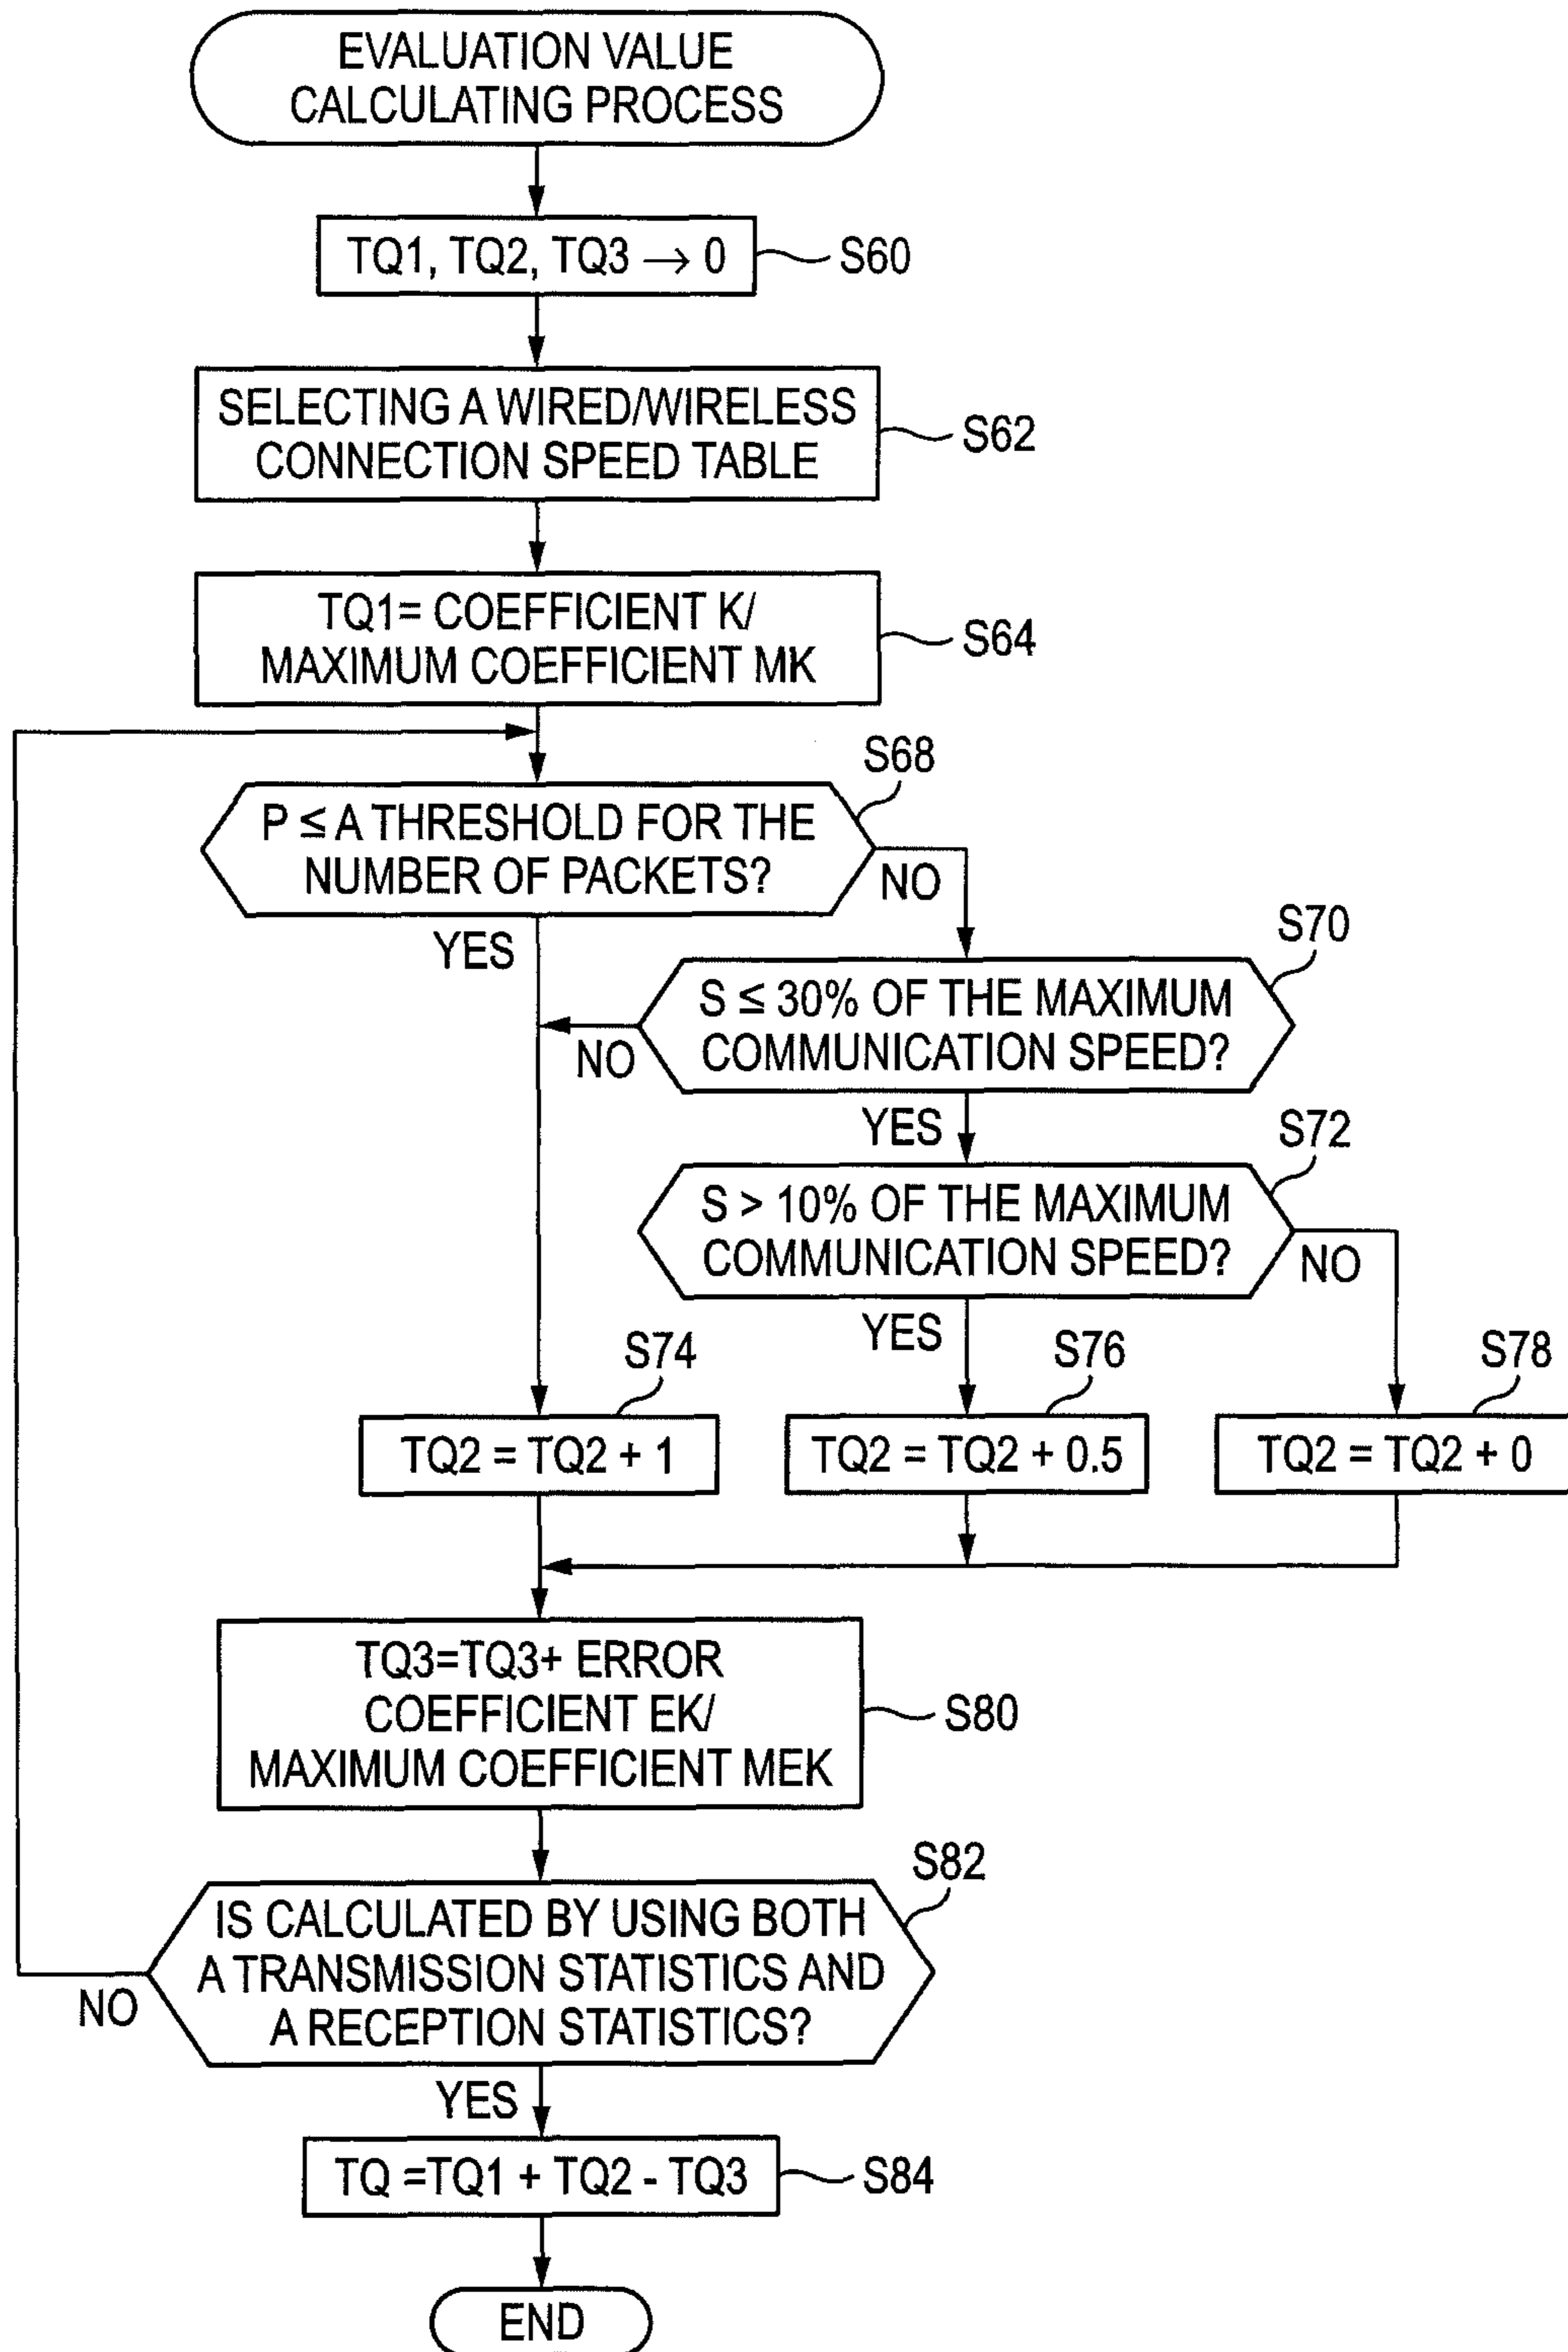 EVALUATION VALUE
CALCULATING PROCESS
TQ1, TQ2, TQ3 → 0
S60
SELECTING A WIRED/WIRELESS
CONNECTION SPEED TABLE
S62
TQ1= COEFFICIENT K/
MAXIMUM COEFFICIENT MK
S64
S68
P ≤ A THRESHOLD FOR THE
NUMBER OF PACKETS?
NO
YES
S70
S ≤ 30% OF THE MAXIMUM
COMMUNICATION SPEED?
NO
YES
S72
S > 10% OF THE MAXIMUM
COMMUNICATION SPEED?
NO
YES
S74
S76
S78
TQ2 = TQ2 + 1
TQ2 = TQ2 + 0.5
TQ2 = TQ2 + 0
TQ3=TQ3+ ERROR
COEFFICIENT EK/
MAXIMUM COEFFICIENT MEK
S80
S82
IS CALCULATED BY USING BOTH
A TRANSMISSION STATISTICS AND
A RECEPTION STATISTICS?
NO
YES
TQ =TQ1 + TQ2 - TQ3
S84
END